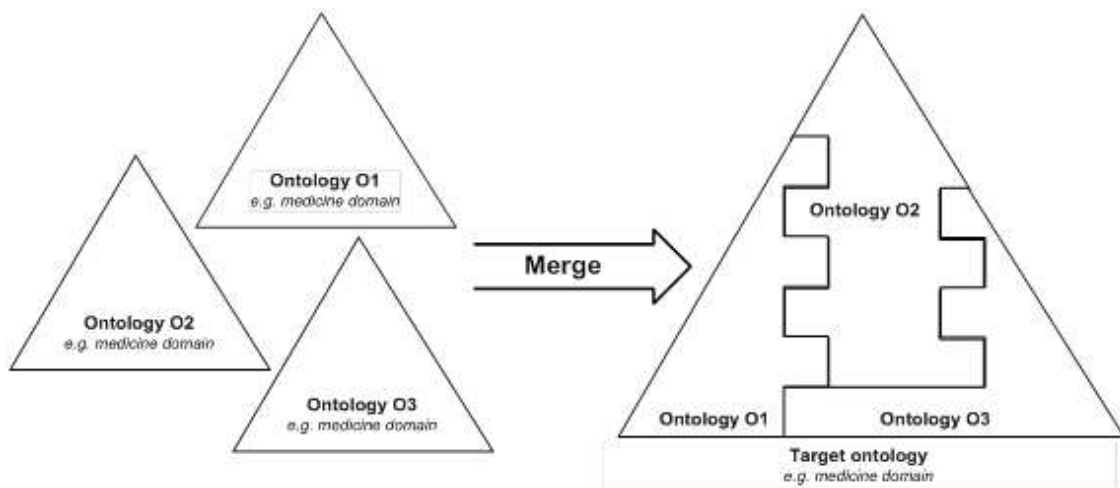 Ontology O1
e.g. medicine domain
Ontology O2
e.g. medicine domain
Ontology O3
e.g. medicine domain
Merge
Ontology O2
Ontology O1
Ontology O3
Target ontology
e.g. medicine domain